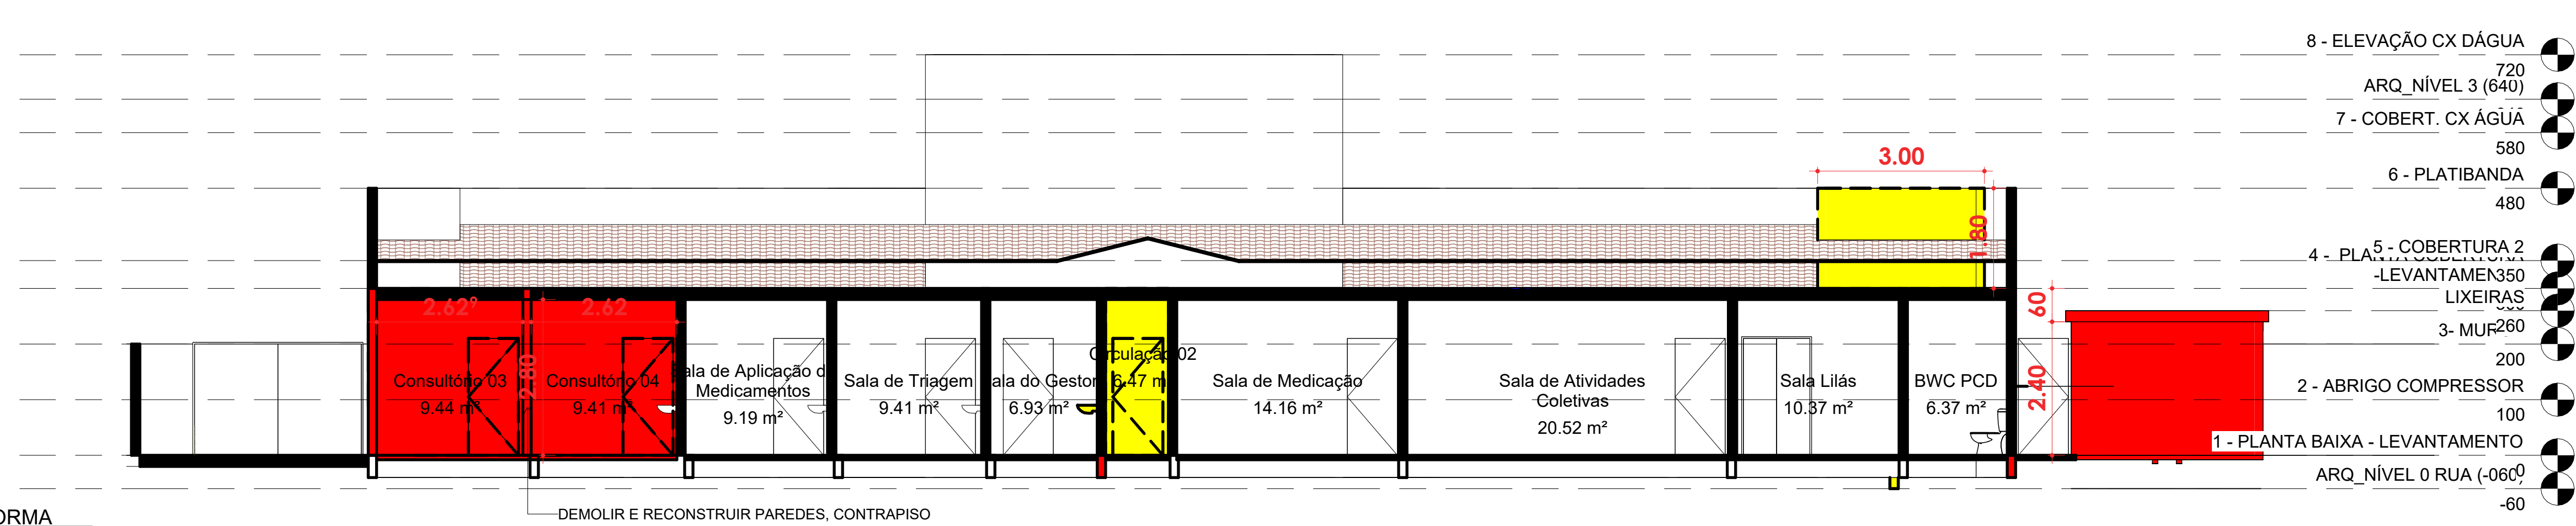 8 - ELEVAÇÃO CX DÁGUA
720
ARQ_NÍVEL 3 (640)
7 - COBERT. CX ÁGUA
580
3.00
6 - PLATIBANDA
480
1.80
5 - COBERTURA 2
4 - PLANTA COBERTURA
-LEVANTAMEN
350
LIXEIRAS
260
3- MUR
200
60
2.40
2 - ABRIGO COMPRESSOR
100
1 - PLANTA BAIXA - LEVANTAMENTO
0
ARQ_NÍVEL 0 RUA (-060)
-60
2.62⁹
2.62
2.80
Consultório 03
9.44 m²
Consultório 04
9.41 m²
Sala de Aplicação d
Medicamentos
9.19 m²
Sala de Triagem
9.41 m²
ala do Gestor
6.93 m²
Circulação 02
6.47 m
Sala de Medicação
14.16 m²
Sala de Atividades
Coletivas
20.52 m²
Sala Lilás
10.37 m²
BWC PCD
6.37 m²
DEMOLIR E RECONSTRUIR PAREDES, CONTRAPISO
ORMA